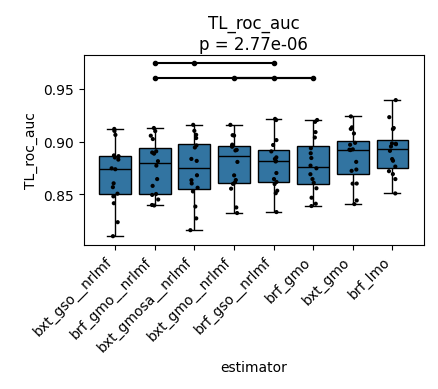 TL_roc_auc
p = 2.77e-06
TL_roc_auc
0.95
0.90
0.85
bxt_gso__nrlmf
brf_gmo__nrlmf
bxt_gmosa__nrlmf
bxt_gmo__nrlmf
brf_gso__nrlmf
brf_gmo
bxt_gmo
brf_lmo
estimator